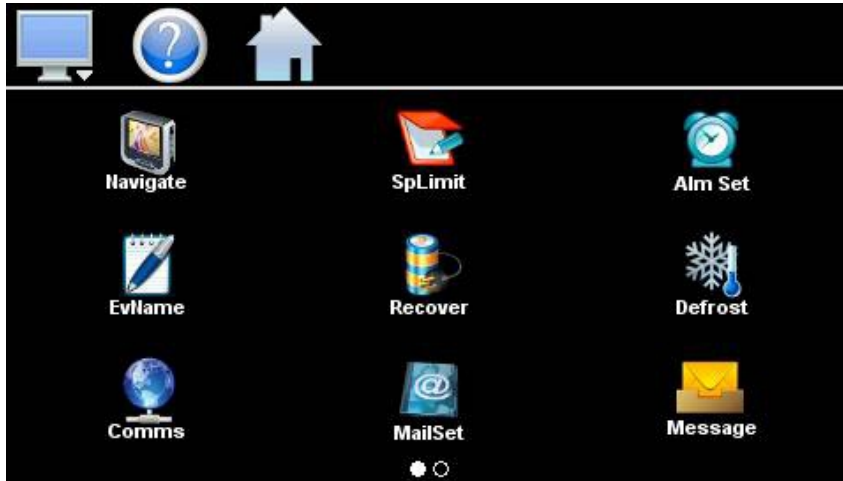 ?
Navigate SpLimit Alm Set
EvName Recover Defrost
@
Comms MailSet Message